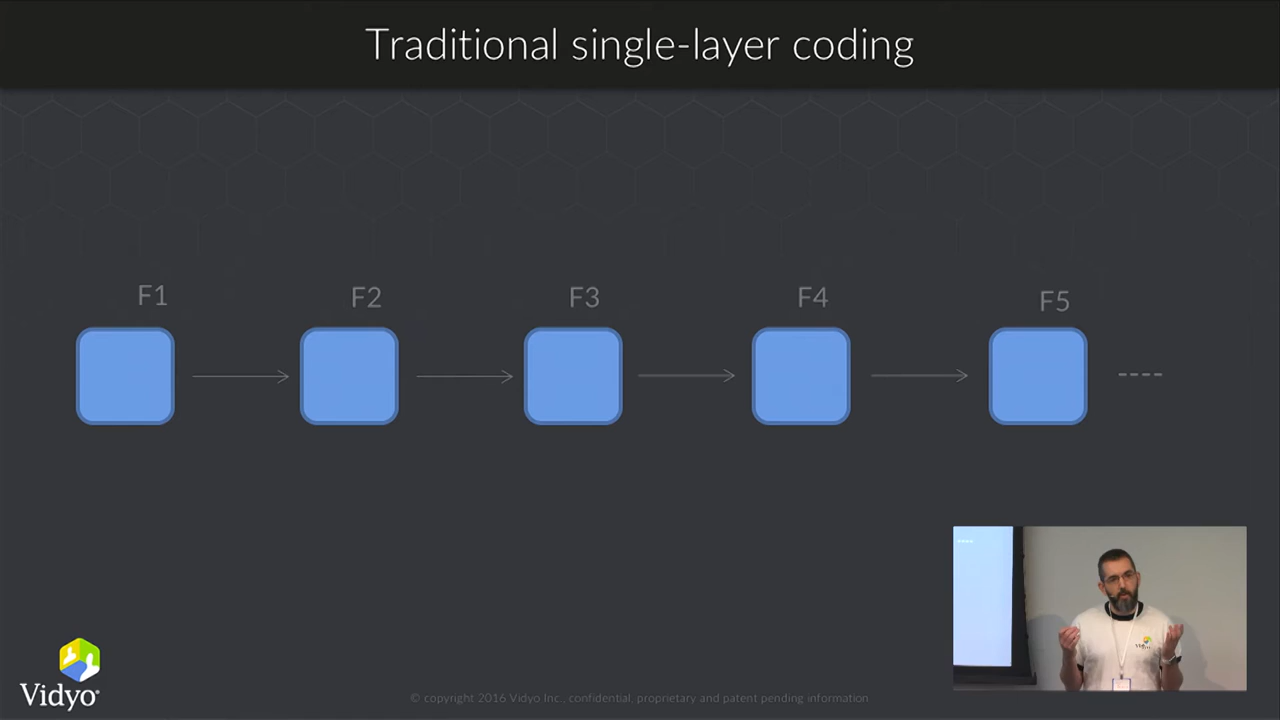 Traditional single-layer coding
F1
F2
F3
F4
F5
Vidyo
© copyright 2016 Vidyo Inc., confidential, proprietary and patent pending information